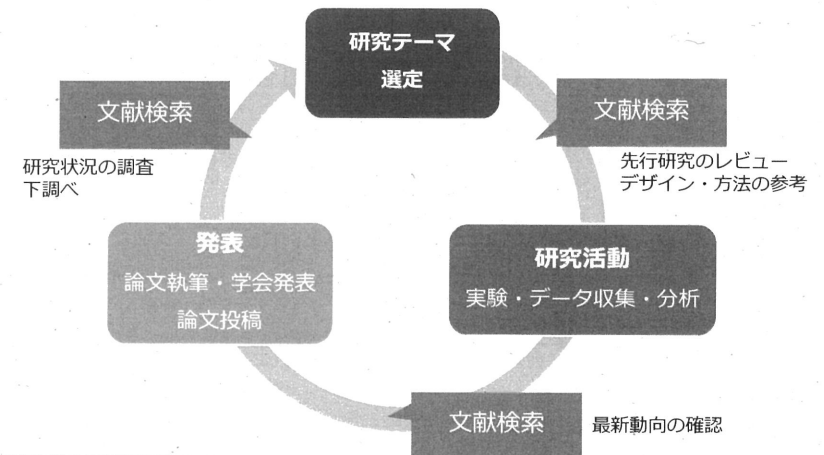 研究テーマ
選定
文献検索
先行研究のレビュー
デザイン・方法の参考
研究活動
実験・データ収集・分析
文献検索
最新動向の確認
発表
論文執筆・学会発表
論文投稿
文献検索
研究状況の調査
下調べ